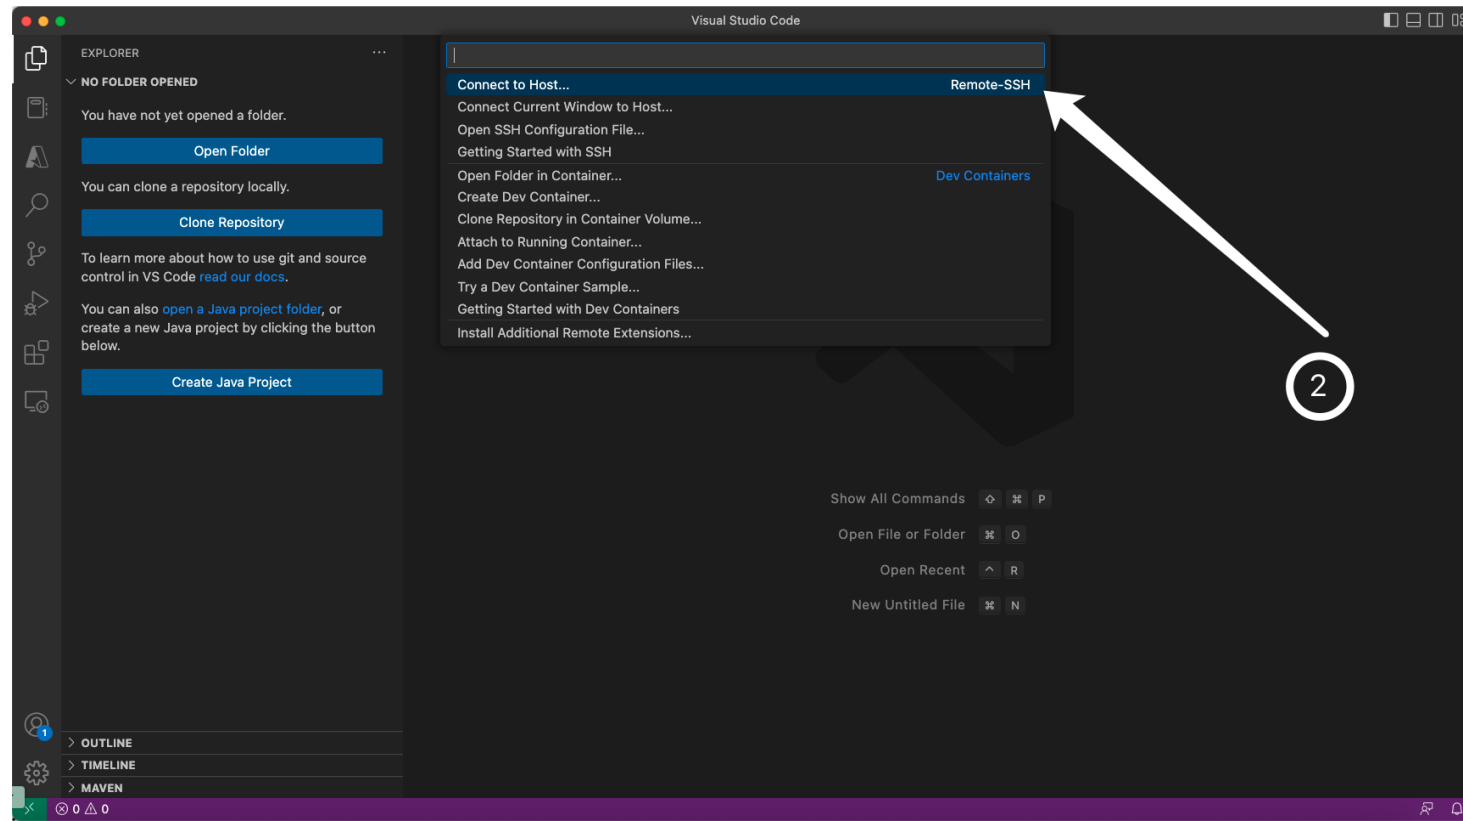 Visual Studio Code
EXPLORER
NO FOLDER OPENED
You have not yet opened a folder.
Open Folder
You can clone a repository locally.
Clone Repository
To learn more about how to use git and source
control in VS Code read our docs.
You can also open a Java project folder, or
create a new Java project by clicking the button
below.
Create Java Project
Connect to Host... Remote-SSH
Connect Current Window to Host...
Open SSH Configuration File...
Getting Started with SSH
Open Folder in Container... Dev Containers
Create Dev Container...
Clone Repository in Container Volume...
Attach to Running Container...
Add Dev Container Configuration Files...
Try a Dev Container Sample...
Getting Started with Dev Containers
Install Additional Remote Extensions...
2
Show All Commands ⇧ ⌘ P
Open File or Folder ⌘ O
Open Recent ^ R
New Untitled File ⌘ N
1
OUTLINE
TIMELINE
MAVEN
0 0